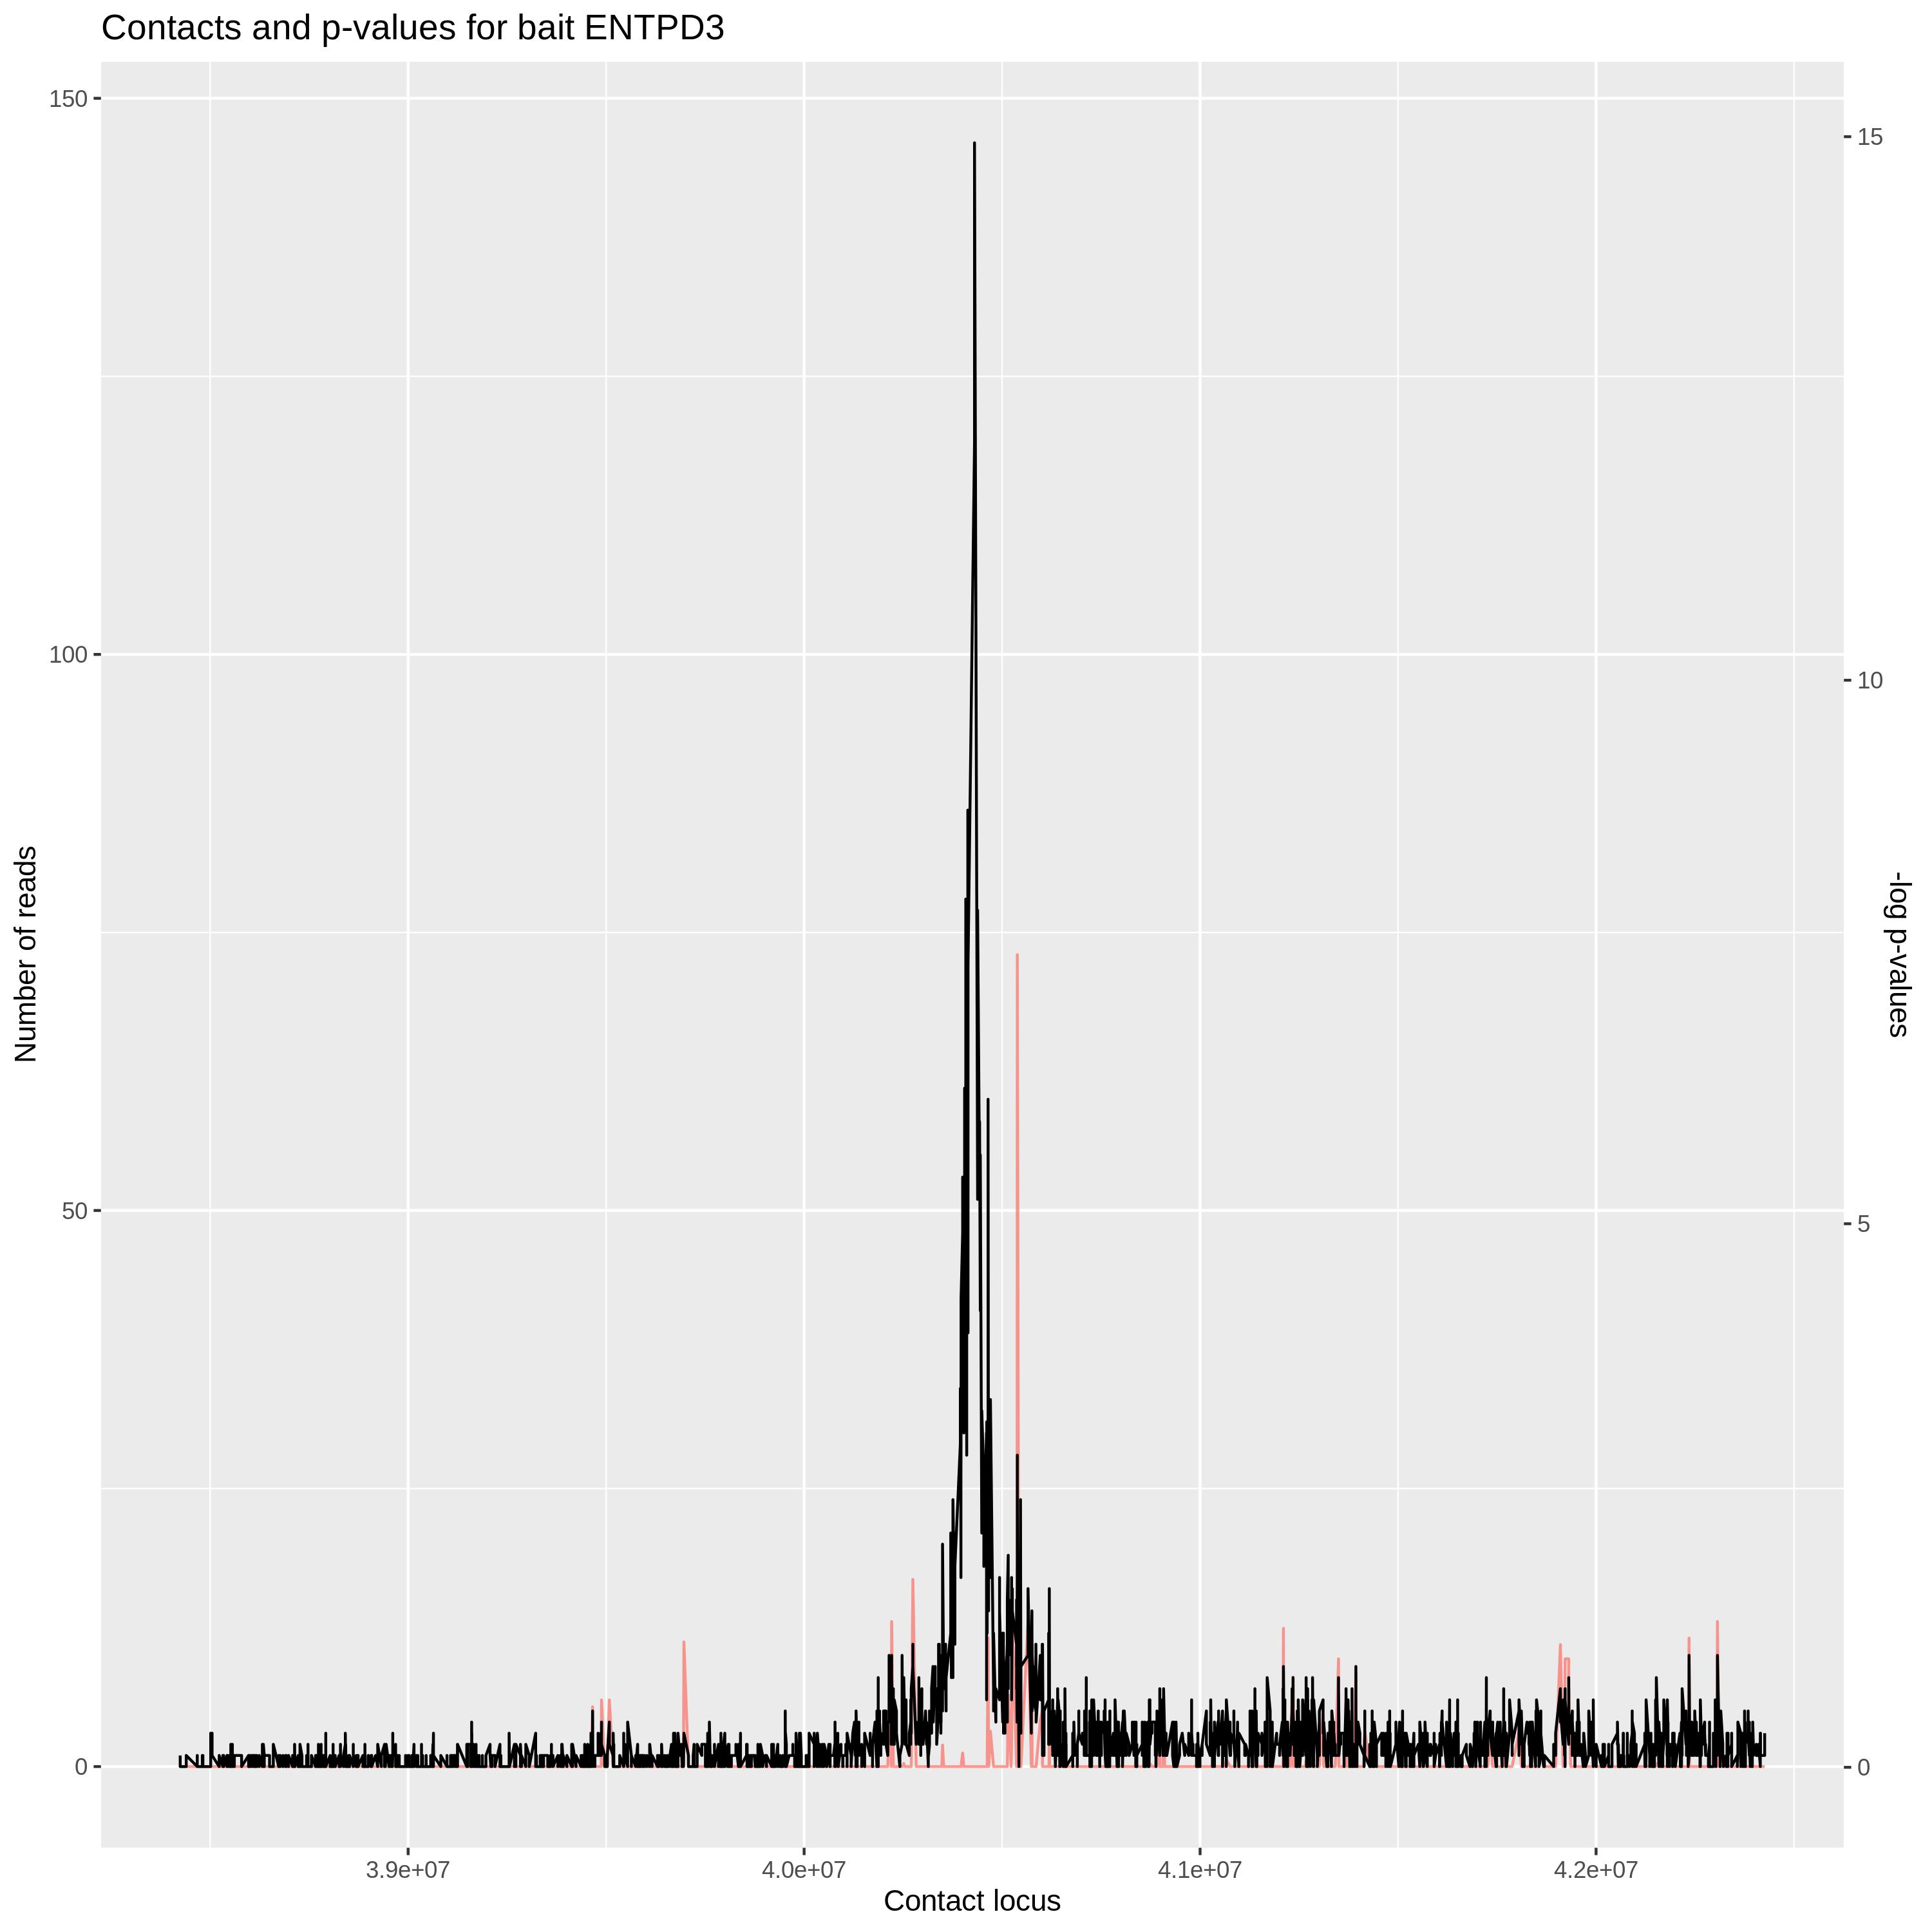 Contacts and p-values for bait ENTPD3
150
100
50
0
Number of reads
15
10
5
0
-log p-values
3.9e+07
4.0e+07
4.1e+07
4.2e+07
Contact locus